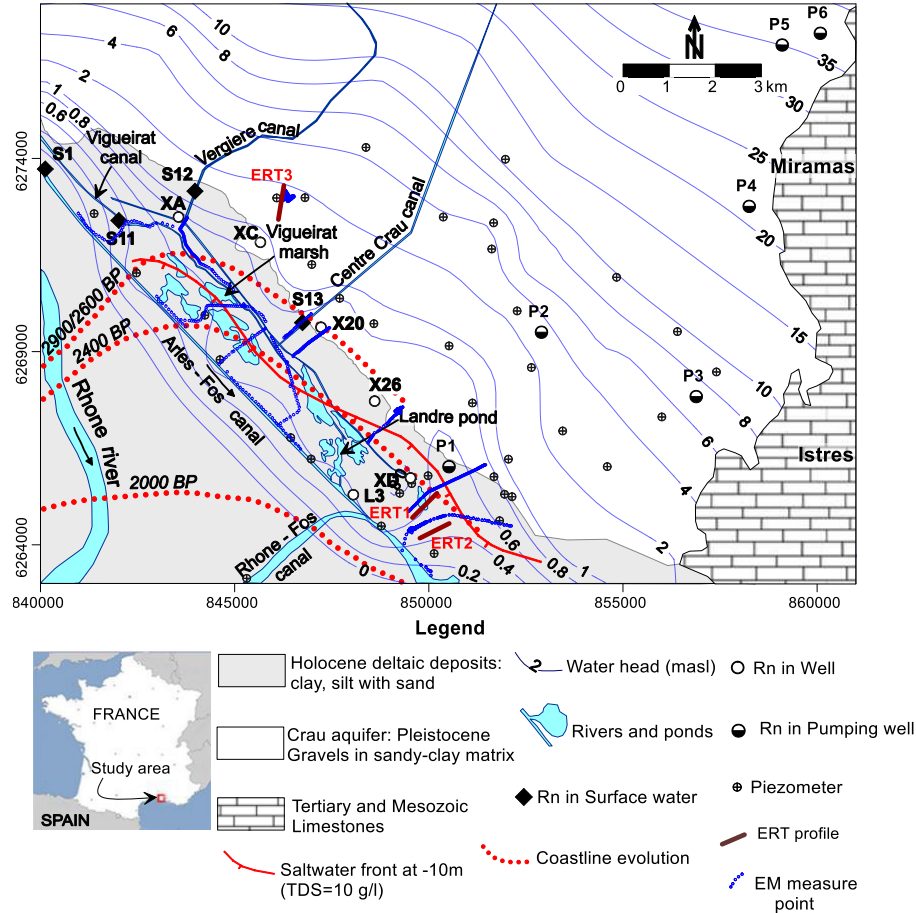 10
6
8
4
2
1
0.8
0.6
P5
P6
N
35
0 1 2 3 km
30
25
Vigueirat
canal
Vergiere canal
6274000
S1
S12
ERT3
Miramas
XA
P4
S11
XC
Vigueirat
marsh
Centre Crau canal
20
2900/2600 BP
S13
X20
P2
15
6269000
2400 BP
Arles - Fos canal
X26
P3
10
8
Rhone river
Landre pond
P1
6
Istres
2000 BP
XD
L3
4
ERT1
Rhone - Fos
canal
ERT2
0.6
2
6264000
0
0.2
0.4
0.8
1
840000 845000 850000 855000 860000
Legend
FRANCE
Study area
SPAIN
Holocene deltaic deposits:
clay, silt with sand
Crau aquifer: Pleistocene
Gravels in sandy-clay matrix
Tertiary and Mesozoic
Limestones
Saltwater front at -10m
(TDS=10 g/l)
2
Water head (masl)
Rivers and ponds
Rn in Surface water
Coastline evolution
Rn in Well
Rn in Pumping well
Piezometer
ERT profile
EM measure
point